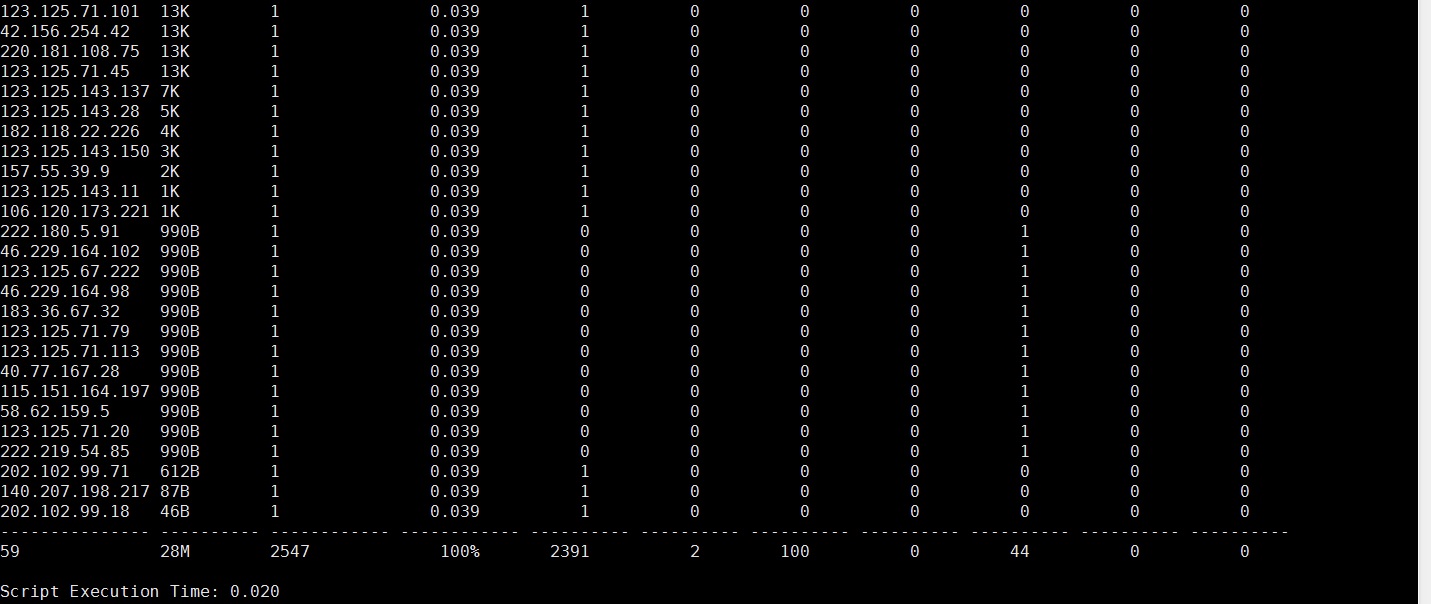 123.125.71.101 13K 1 0.039 1 0 0 0 0 0 0
42.156.254.42 13K 1 0.039 1 0 0 0 0 0 0
220.181.108.75 13K 1 0.039 1 0 0 0 0 0 0
123.125.71.45 13K 1 0.039 1 0 0 0 0 0 0
123.125.143.137 7K 1 0.039 1 0 0 0 0 0 0
123.125.143.28 5K 1 0.039 1 0 0 0 0 0 0
182.118.22.226 4K 1 0.039 1 0 0 0 0 0 0
123.125.143.150 3K 1 0.039 1 0 0 0 0 0 0
157.55.39.9 2K 1 0.039 1 0 0 0 0 0 0
123.125.143.11 1K 1 0.039 1 0 0 0 0 0 0
106.120.173.221 1K 1 0.039 1 0 0 0 0 0 0
222.180.5.91 990B 1 0.039 0 0 0 0 1 0 0
46.229.164.102 990B 1 0.039 0 0 0 0 1 0 0
123.125.67.222 990B 1 0.039 0 0 0 0 1 0 0
46.229.164.98 990B 1 0.039 0 0 0 0 1 0 0
183.36.67.32 990B 1 0.039 0 0 0 0 1 0 0
123.125.71.79 990B 1 0.039 0 0 0 0 1 0 0
123.125.71.113 990B 1 0.039 0 0 0 0 1 0 0
40.77.167.28 990B 1 0.039 0 0 0 0 1 0 0
115.151.164.197 990B 1 0.039 0 0 0 0 1 0 0
58.62.159.5 990B 1 0.039 0 0 0 0 1 0 0
123.125.71.20 990B 1 0.039 0 0 0 0 1 0 0
222.219.54.85 990B 1 0.039 0 0 0 0 1 0 0
202.102.99.71 612B 1 0.039 1 0 0 0 0 0 0
140.207.198.217 87B 1 0.039 1 0 0 0 0 0 0
202.102.99.18 46B 1 0.039 1 0 0 0 0 0 0
--------------- ---------- ------------ ------------ ---------- ---------- ---------- ---------- ---------- ---------- ----------
59 28M 2547 100% 2391 2 100 0 44 0 0
Script Execution Time: 0.020